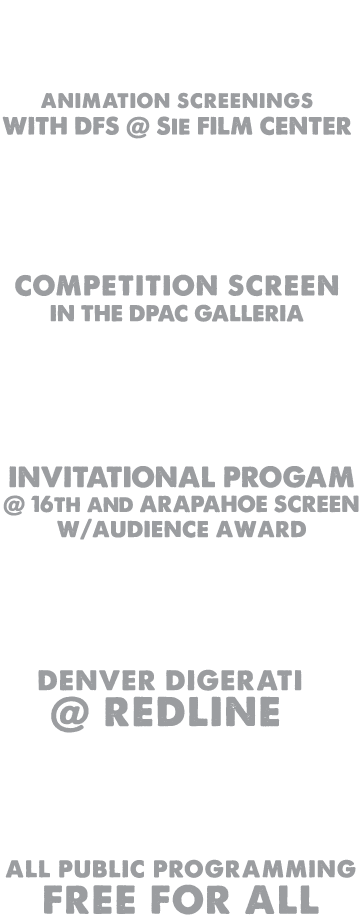 ANIMATION SCREENINGS
WITH DFS @ SIE FILM CENTER
COMPETITION SCREEN
IN THE DPAC GALLERIA
INVITATIONAL PROGAM
@ 16TH AND ARAPAHOE SCREEN
W/AUDIENCE AWARD
DENVER DIGERATI
@ REDLINE
ALL PUBLIC PROGRAMMING
FREE FOR ALL